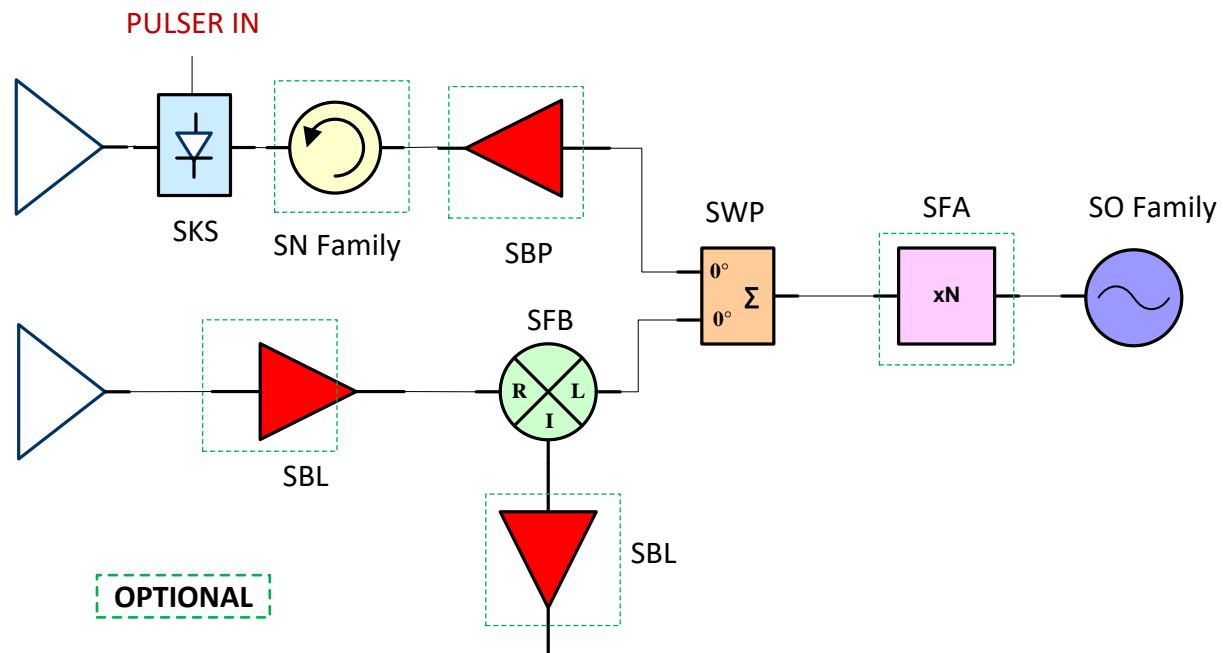 PULSER IN
SKS
SN Family
SBP
SWP
SFA
SO Family
0°
0°
Σ
xN
SFB
R
L
I
SBL
SBL
OPTIONAL